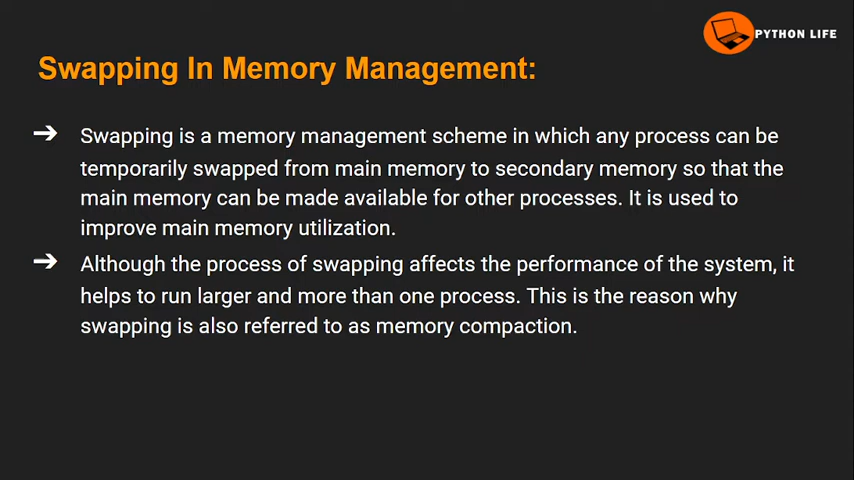 PYTHON LIFE
Swapping In Memory Management:
➔ Swapping is a memory management scheme in which any process can be
temporarily swapped from main memory to secondary memory so that the
main memory can be made available for other processes. It is used to
improve main memory utilization.
➔ Although the process of swapping affects the performance of the system, it
helps to run larger and more than one process. This is the reason why
swapping is also referred to as memory compaction.